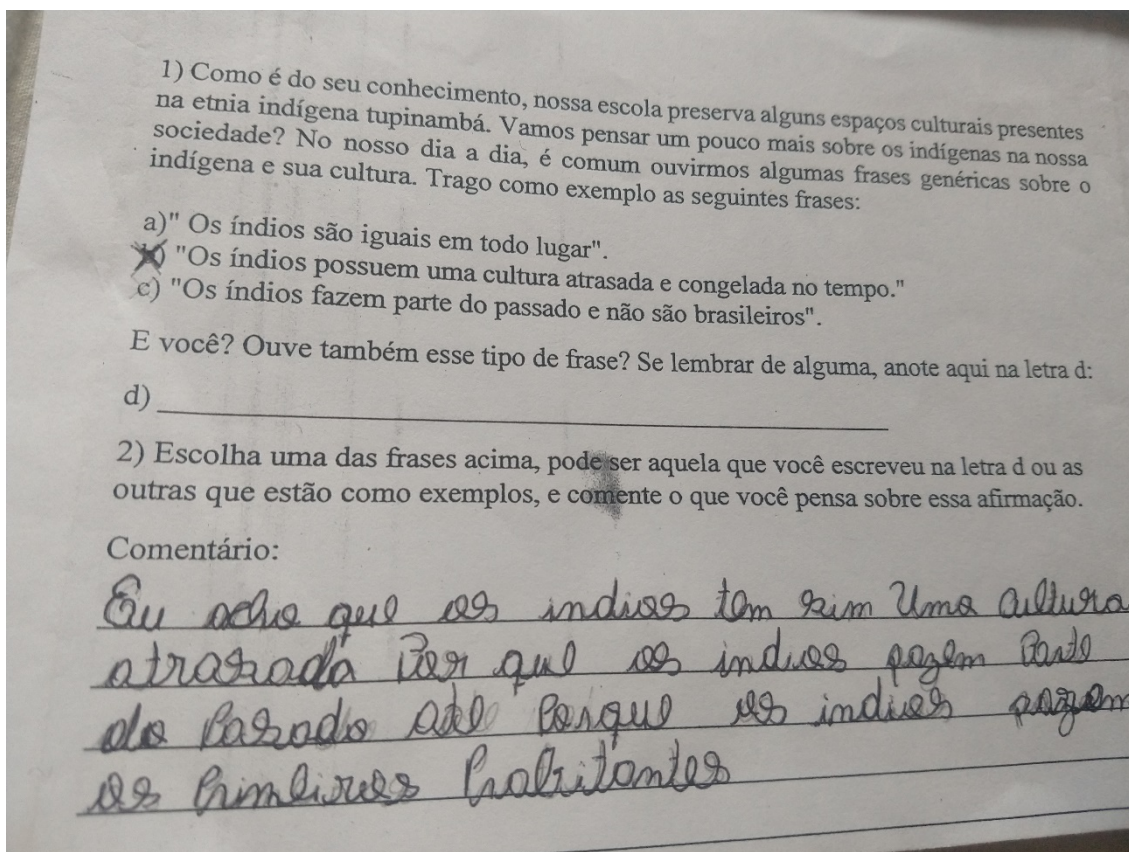 1) Como é do seu conhecimento, nossa escola preserva alguns espaços culturais presentes
na etnia indígena tupinambá. Vamos pensar um pouco mais sobre os indígenas na nossa
sociedade? No nosso dia a dia, é comum ouvirmos algumas frases genéricas sobre o
indígena e sua cultura. Trago como exemplo as seguintes frases:
a)" Os índios são iguais em todo lugar".
"Os índios possuem uma cultura atrasada e congelada no tempo."
c) "Os índios fazem parte do passado e não são brasileiros".
E você? Ouve também esse tipo de frase? Se lembrar de alguma, anote aqui na letra d:
d)
2) Escolha uma das frases acima, pode ser aquela que você escreveu na letra d ou as
outras que estão como exemplos, e comente o que você pensa sobre essa afirmação.
Comentário:
Eu acho que os indios tem sim Uma Cultura
atrasada Por que os indios
do Pasado Porque os indios
os Primeiros habitantes